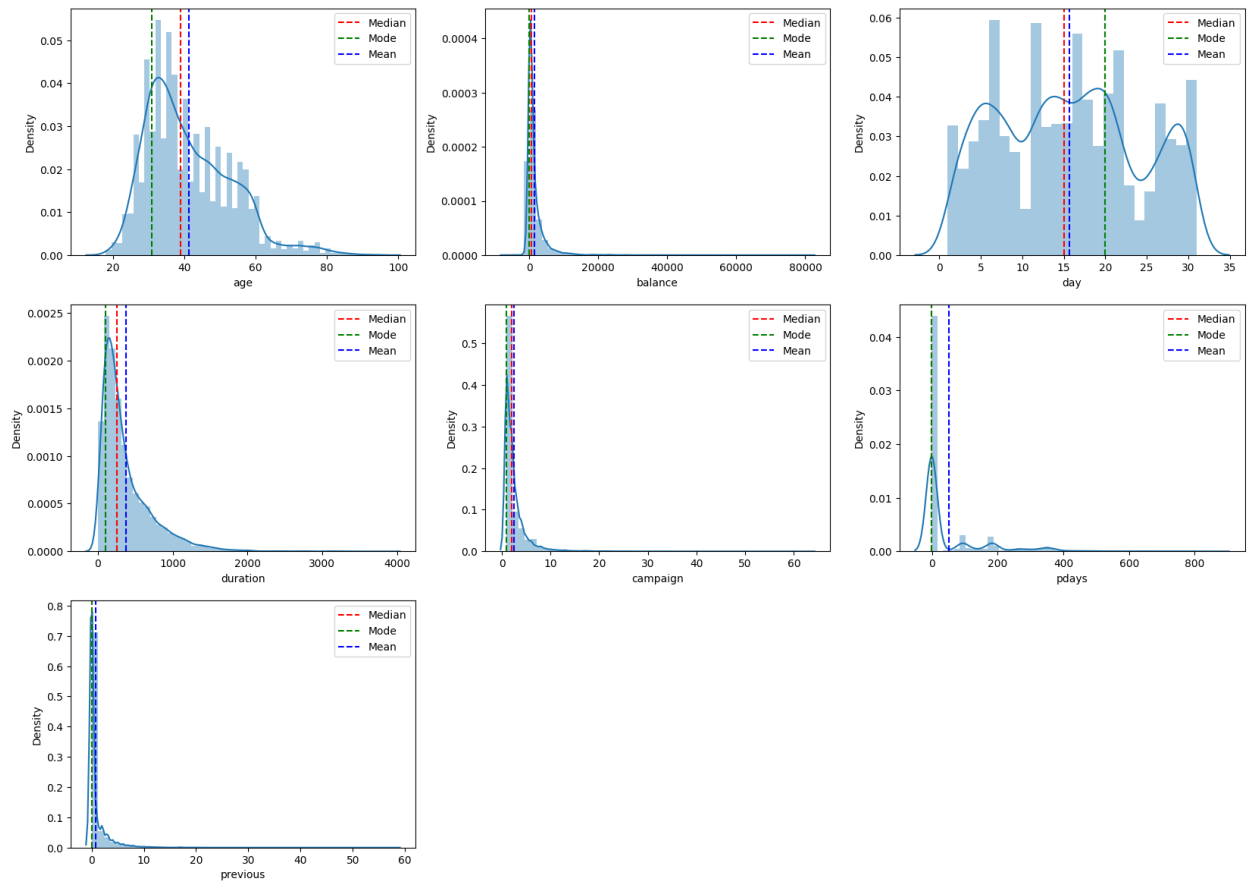 0.05
0.04
0.03
0.02
0.01
0.00
Density
20
40
60
80
100
age
Median
Mode
Mean
0.0004
0.0003
0.0002
0.0001
0.0000
Density
0
20000
40000
60000
80000
balance
Median
Mode
Mean
0.06
0.05
0.04
0.03
0.02
0.01
0.00
Density
0
5
10
15
20
25
30
35
day
Median
Mode
Mean
0.0025
0.0020
0.0015
0.0010
0.0005
0.0000
Density
0
1000
2000
3000
4000
duration
Median
Mode
Mean
0.5
0.4
0.3
0.2
0.1
0.0
Density
0
10
20
30
40
50
60
campaign
Median
Mode
Mean
0.04
0.03
0.02
0.01
0.00
Density
0
200
400
600
800
pdays
Median
Mode
Mean
0.8
0.7
0.6
0.5
0.4
0.3
0.2
0.1
0.0
Density
0
10
20
30
40
50
60
previous
Median
Mode
Mean